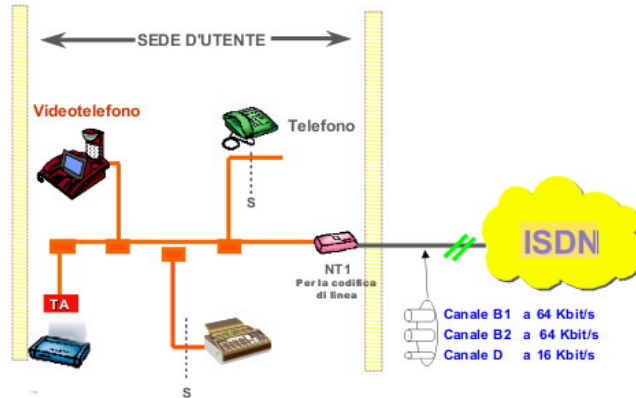 SEDE D'UTENTE
Videotelefono
Telefono
S
NT1
Per la codifica
di linea
ISDN
TA
S
Canale B1 a 64 Kbit/s
Canale B2 a 64 Kbit/s
Canale D a 16 Kbit/s